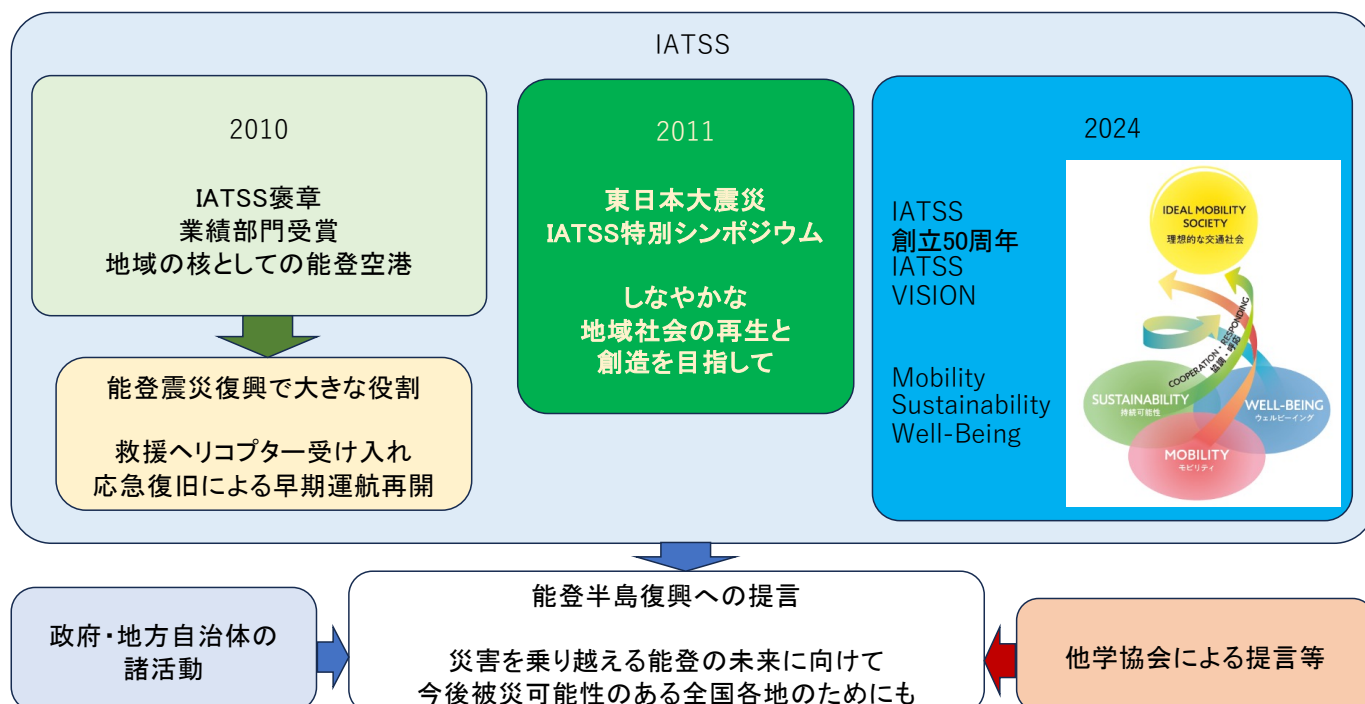 IATSS
2010
IATSS褒章
業績部門受賞
地域の核としての能登空港
能登震災復興で大きな役割
救援ヘリコプター受け入れ
応急復旧による早期運航再開
2011
東日本大震災
IATSS特別シンポジウム
しなやかな
地域社会の再生と
創造を目指して
2024
IATSS
創立50周年
IATSS
VISION
Mobility
Sustainability
Well-Being
IDEAL MOBILITY
SOCIETY
理想的な交通社会
COOPERATION・RESPONDING
協調・呼応
SUSTAINABILITY
持続可能性
WELL-BEING
ウェルビーイング
MOBILITY
モビリティ
政府・地方自治体の
諸活動
能登半島復興への提言
災害を乗り越える能登の未来に向けて
今後被災可能性のある全国各地のためにも
他学協会による提言等